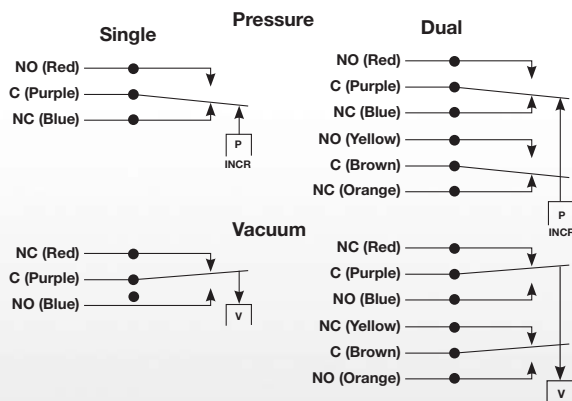 Pressure
Single
NO (Red)
C (Purple)
NC (Blue)
P
INCR
Dual
NO (Red)
C (Purple)
NC (Blue)
NO (Yellow)
C (Brown)
NC (Orange)
P
INCR
Vacuum
NC (Red)
C (Purple)
NO (Blue)
V
NC (Red)
C (Purple)
NO (Blue)
NC (Yellow)
C (Brown)
NO (Orange)
V